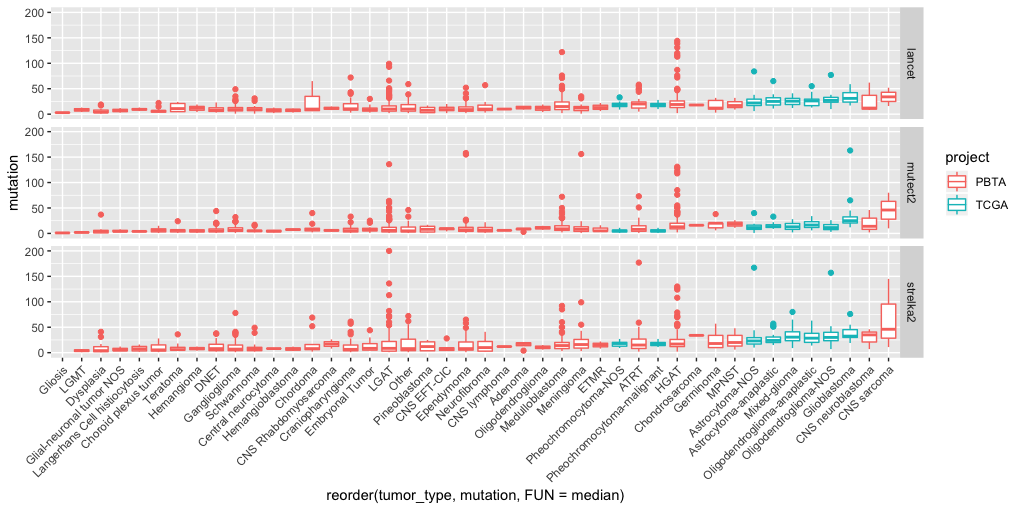 200
150
100
50
0
lancet
200
150
100
50
0
mutect2
200
150
100
50
0
strelka2
mutation
Gliosis
LGMT
Dysplasia
Glial-neuronal tumor NOS
Langerhans Cell histiocytosis
Choroid plexus tumor
Teratoma
Hemangioma
DNET
Ganglioglioma
Schwannoma
Central neurocytoma
Hemangioblastoma
Chordoma
CNS Rhabdomyosarcoma
Craniopharyngioma
Embryonal Tumor
LGAT
Other
Pineoblastoma
CNS EFT-CIC
Ependymoma
Neurofibroma
CNS lymphoma
Adenoma
Oligodendroglioma
Medulloblastoma
Meningioma
ETMR
Pheochromocytoma-NOS
ATRT
Pheochromocytoma-malignant
HGAT
Chondrosarcoma
Germinoma
MPNST
Astrocytoma-NOS
Astrocytoma-anaplastic
Mixed-glioma
Oligodendroglioma-anaplastic
Oligodendroglioma-NOS
Glioblastoma
CNS neuroblastoma
CNS sarcoma
reorder(tumor_type, mutation, FUN = median)
project
PBTA
TCGA